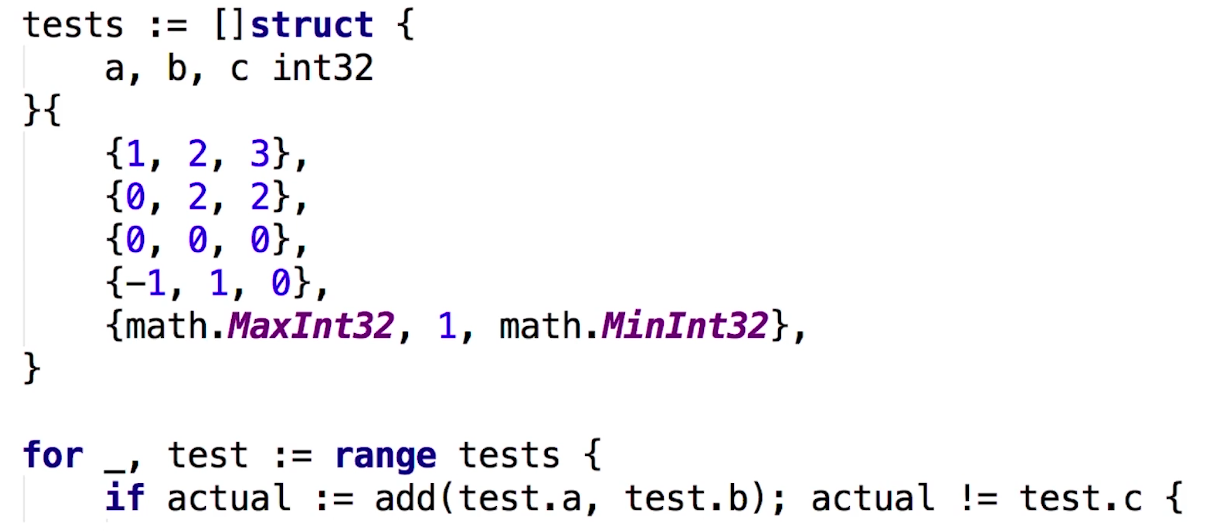 tests := []struct {
    a, b, c int32
}{
    {1, 2, 3},
    {0, 2, 2},
    {0, 0, 0},
    {-1, 1, 0},
    {math.MaxInt32, 1, math.MinInt32},
}

for _, test := range tests {
    if actual := add(test.a, test.b); actual != test.c {